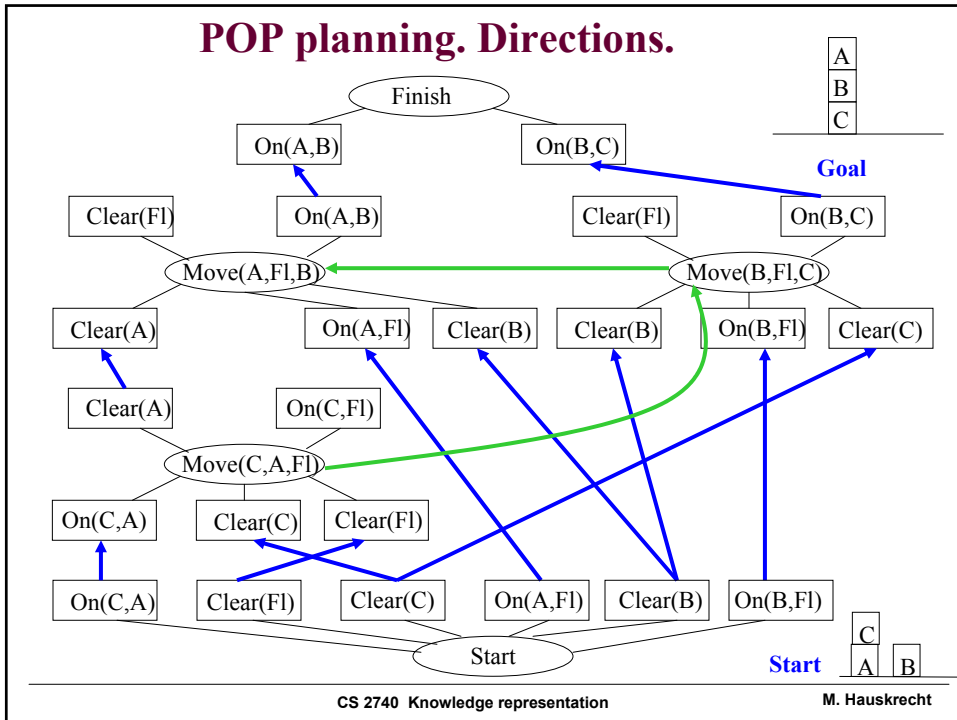 POP planning. Directions.
A
B
C
Finish
On(A,B)
On(B,C)
Goal
Clear(Fl)
On(A,B)
Clear(Fl)
On(B,C)
Move(A,Fl,B)
Move(B,Fl,C)
Clear(A)
On(A,Fl)
Clear(B)
Clear(B)
On(B,Fl)
Clear(C)
Clear(A)
On(C,Fl)
Move(C,A,Fl)
On(C,A)
Clear(C)
Clear(Fl)
On(C,A)
Clear(Fl)
Clear(C)
On(A,Fl)
Clear(B)
On(B,Fl)
Start
Start
C
A B
CS 2740 Knowledge representation
M. Hauskrecht